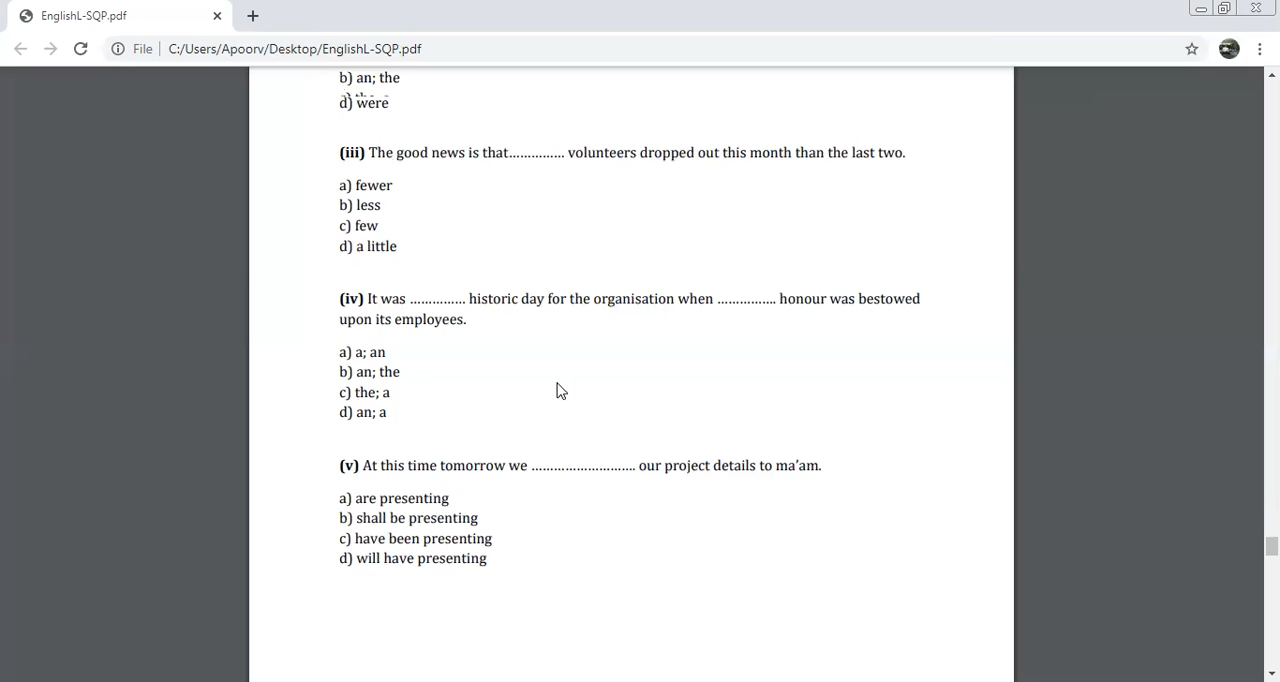 EnglishL-SQP.pdf
File | C:/Users/Apoorv/Desktop/EnglishL-SQP.pdf
b) an; the
d) were
(iii) The good news is that............... volunteers dropped out this month than the last two.
a) fewer
b) less
c) few
d) a little
(iv) It was ............... historic day for the organisation when ................ honour was bestowed
upon its employees.
a) a; an
b) an; the
c) the; a
d) an; a
(v) At this time tomorrow we ............................ our project details to ma’am.
a) are presenting
b) shall be presenting
c) have been presenting
d) will have presenting